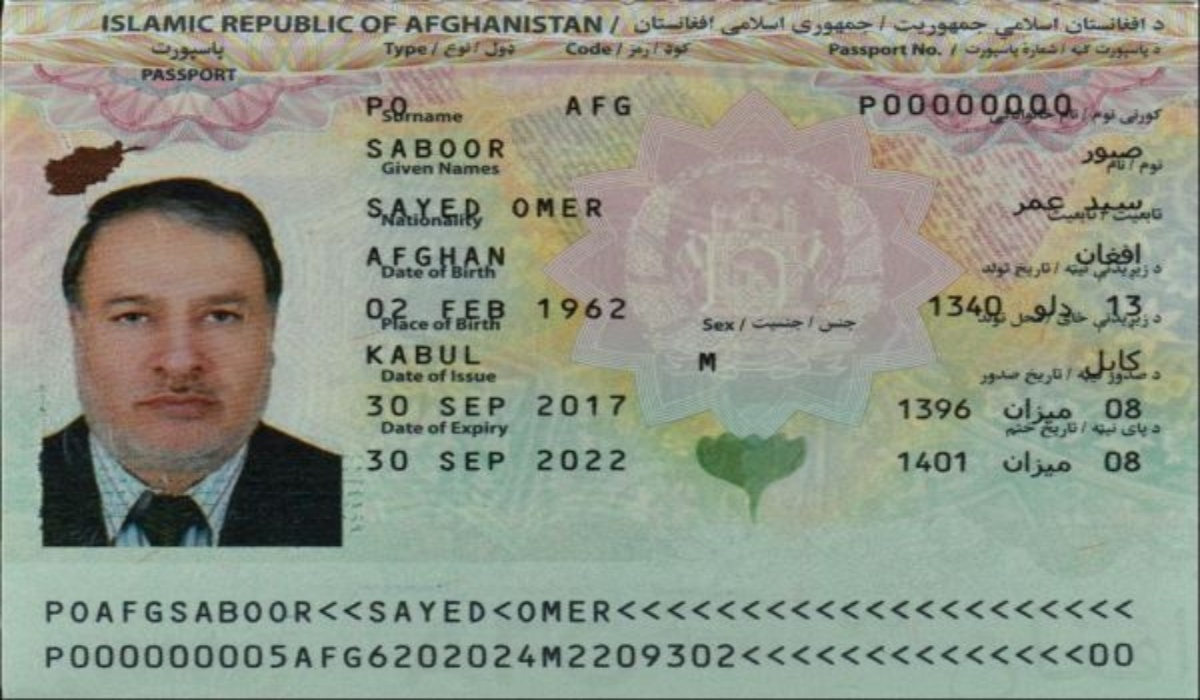 ISLAMIC REPUBLIC OF AFGHANISTAN / د افغانستان اسلامي جمهوریت / جمهوری اسلامی افغانستان
پاسپورت
PASSPORT
Type / ډول / نوع
Code / کوډ / رمز
Passport No. / د پاسپورت ګڼه / شمارۀ پاسپورت
PO AFG P00000000
Surname کورنی نوم / نام خانوادگی
SABOOR صبور
Given Names نوم / نام
SAYED OMER سید عمر
Nationality تابعیت / تابعیت
AFGHAN افغان
Date of Birth د زیږیدلې نیټه / تاریخ تولد
02 FEB 1962 13 دلو 1340
Place of Birth د زیږیدلې ځای / محل تولد
Sex / جنس / جنسیت
KABUL M کابل
Date of Issue د صدور نیټه / تاریخ صدور
30 SEP 2017 08 میزان 1396
Date of Expiry د پای نیټه / تاریخ ختم
30 SEP 2022 08 میزان 1401
POAFGSABOOR<<SAYED<OMER<<<<<<<<<<<<<<<<<<<<<
P000000005AFG6202024M2209302<<<<<<<<<<<<<<00